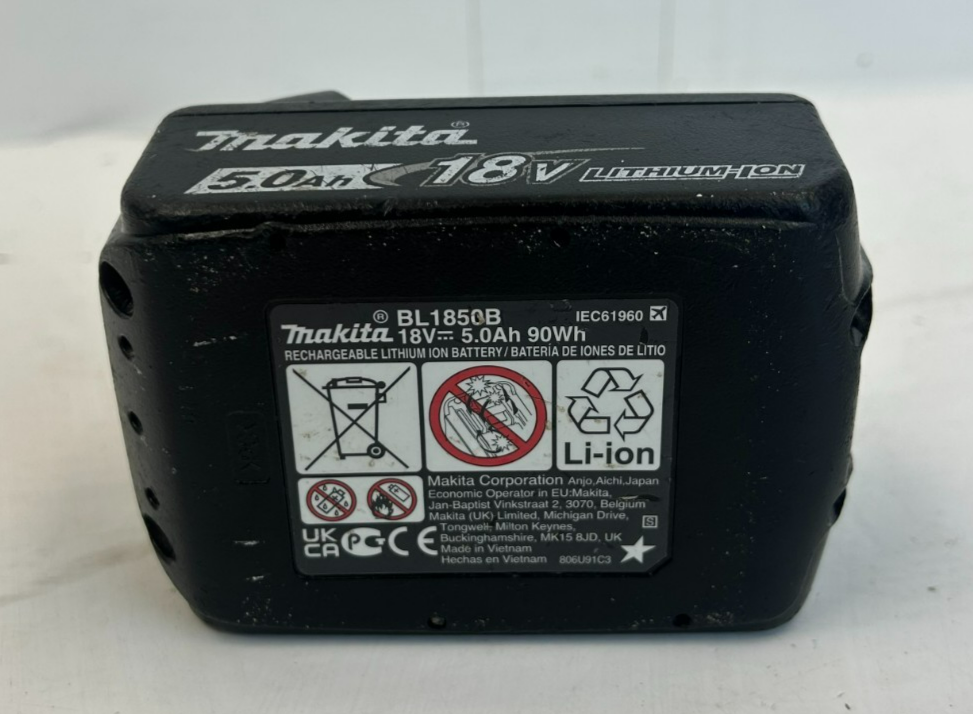 makita®
5.0Ah 18V LITHIUM-ION
® BL1850B IEC61960
makita 18V 5.0Ah 90Wh
RECHARGEABLE LITHIUM ION BATTERY/BATERÍA DE IONES DE LITIO
Li-ion
Makita Corporation Anjo,Aichi,Japan
Economic Operator in EU:Makita,
Jan-Baptist Vinkstraat 2, 3070, Belgium
Makita (UK) Limited, Michigan Drive,
Tongwell, Milton Keynes,
Buckinghamshire, MK15 8JD, UK
Made in Vietnam
Hechas en Vietnam 806U91C3
S
UK
CA CE